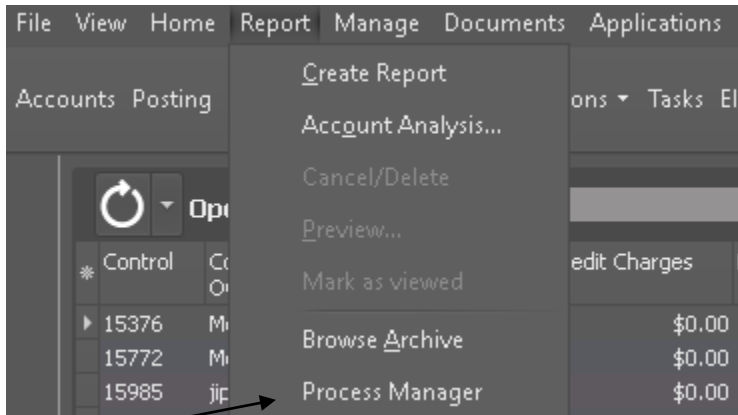 File View Home Report Manage Documents Applications
Accounts Posting Tasks
Create Report
Account Analysis...
Cancel/Delete
Preview...
Mark as viewed
Browse Archive
Process Manager
Control Charges
15376 $0.00
15772 $0.00
15985 $0.00